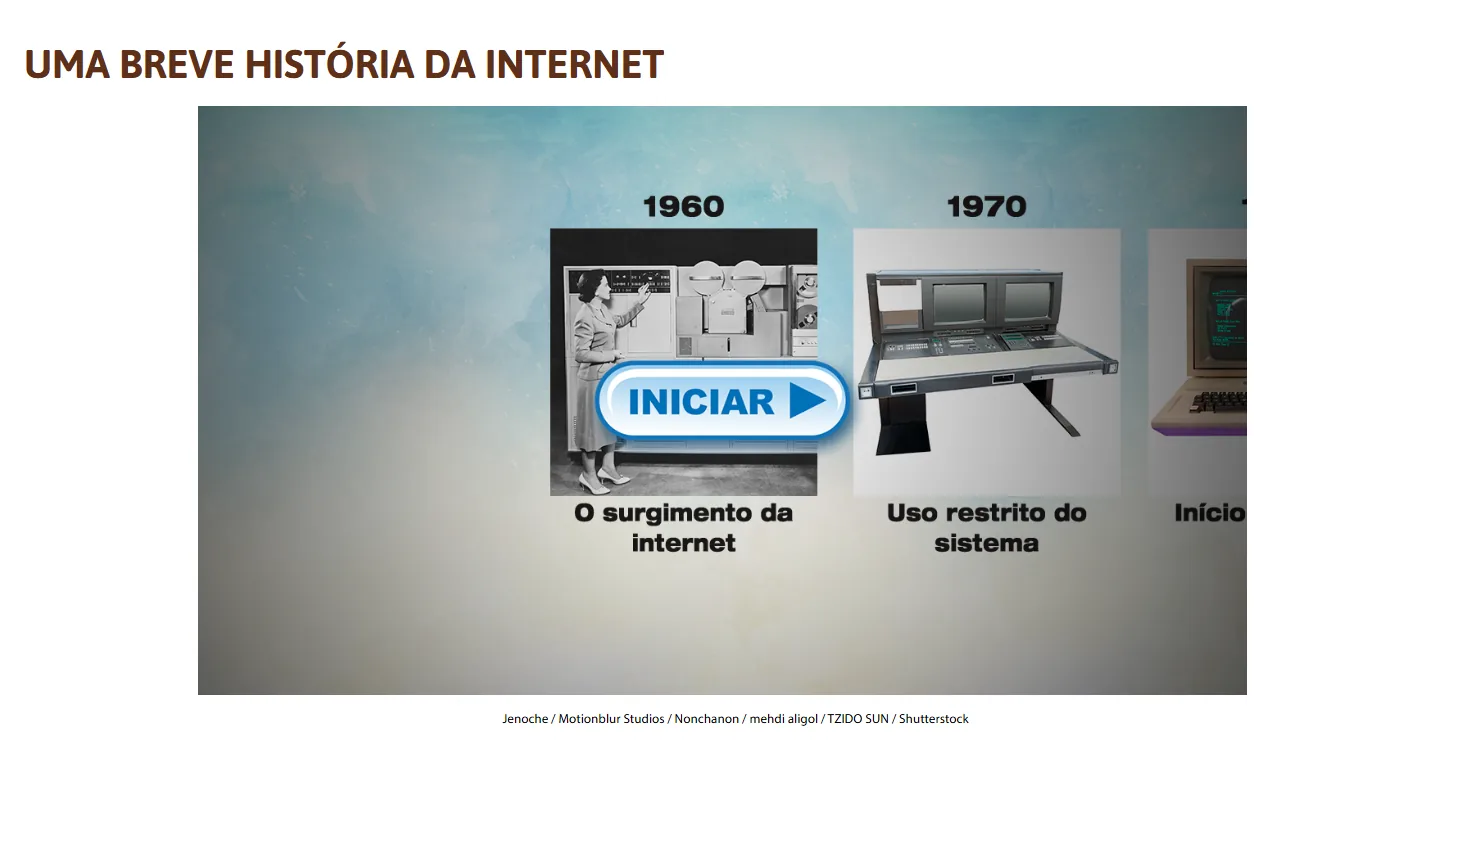 UMA BREVE HISTÓRIA DA INTERNET
1960
1970
INICIAR
O surgimento da
internet
Uso restrito do
sistema
Início
Jenoche / Motionblur Studios / Nonchanon / mehdi aligol / TZIDO SUN / Shutterstock